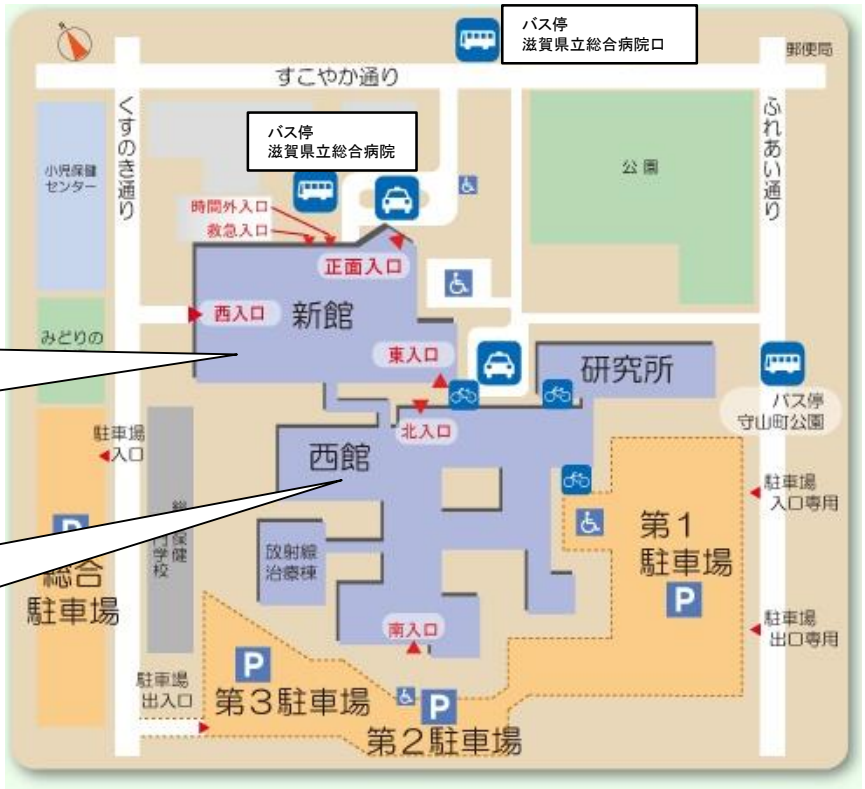 バス停
滋賀県立総合病院口
郵便局
すこやか通り
くすのき通り
ふれあい通り
バス停
滋賀県立総合病院
小児保健
センター
公園
時間外入口
救急入口
正面入口
西入口
新館
みどりの
東入口
研究所
バス停
守山町公園
北入口
駐車場
入口
西館
駐車場
入口専用
第1
駐車場
P
P
総合
駐車場
保健
学校
放射線
治療棟
南入口
駐車場
出口専用
駐車場
出入口
P
第3駐車場
P
第2駐車場